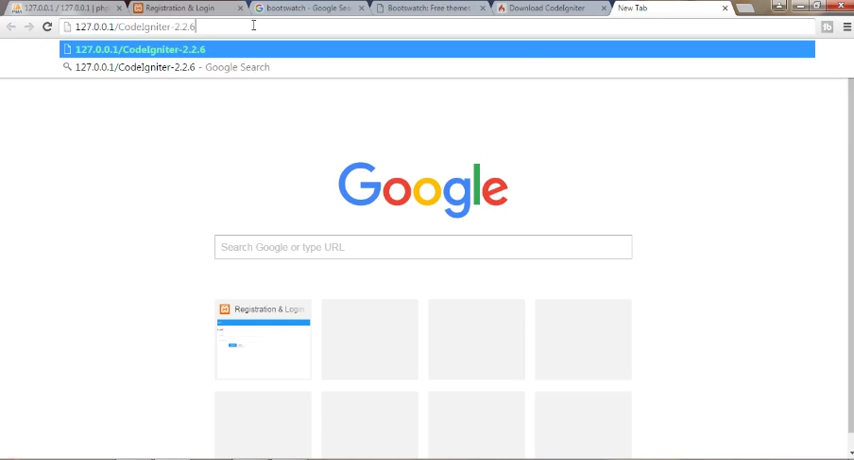 127.0.0.1 / 127.0.0.1 | ph
Registration & Login
bootswatch - Google Sea
Bootswatch: Free themes
Download CodeIgniter
New Tab
127.0.0.1/CodeIgniter-2.2.6
127.0.0.1/CodeIgniter-2.2.6
127.0.0.1/CodeIgniter-2.2.6 - Google Search
Google
Search Google or type URL
Registration & Login